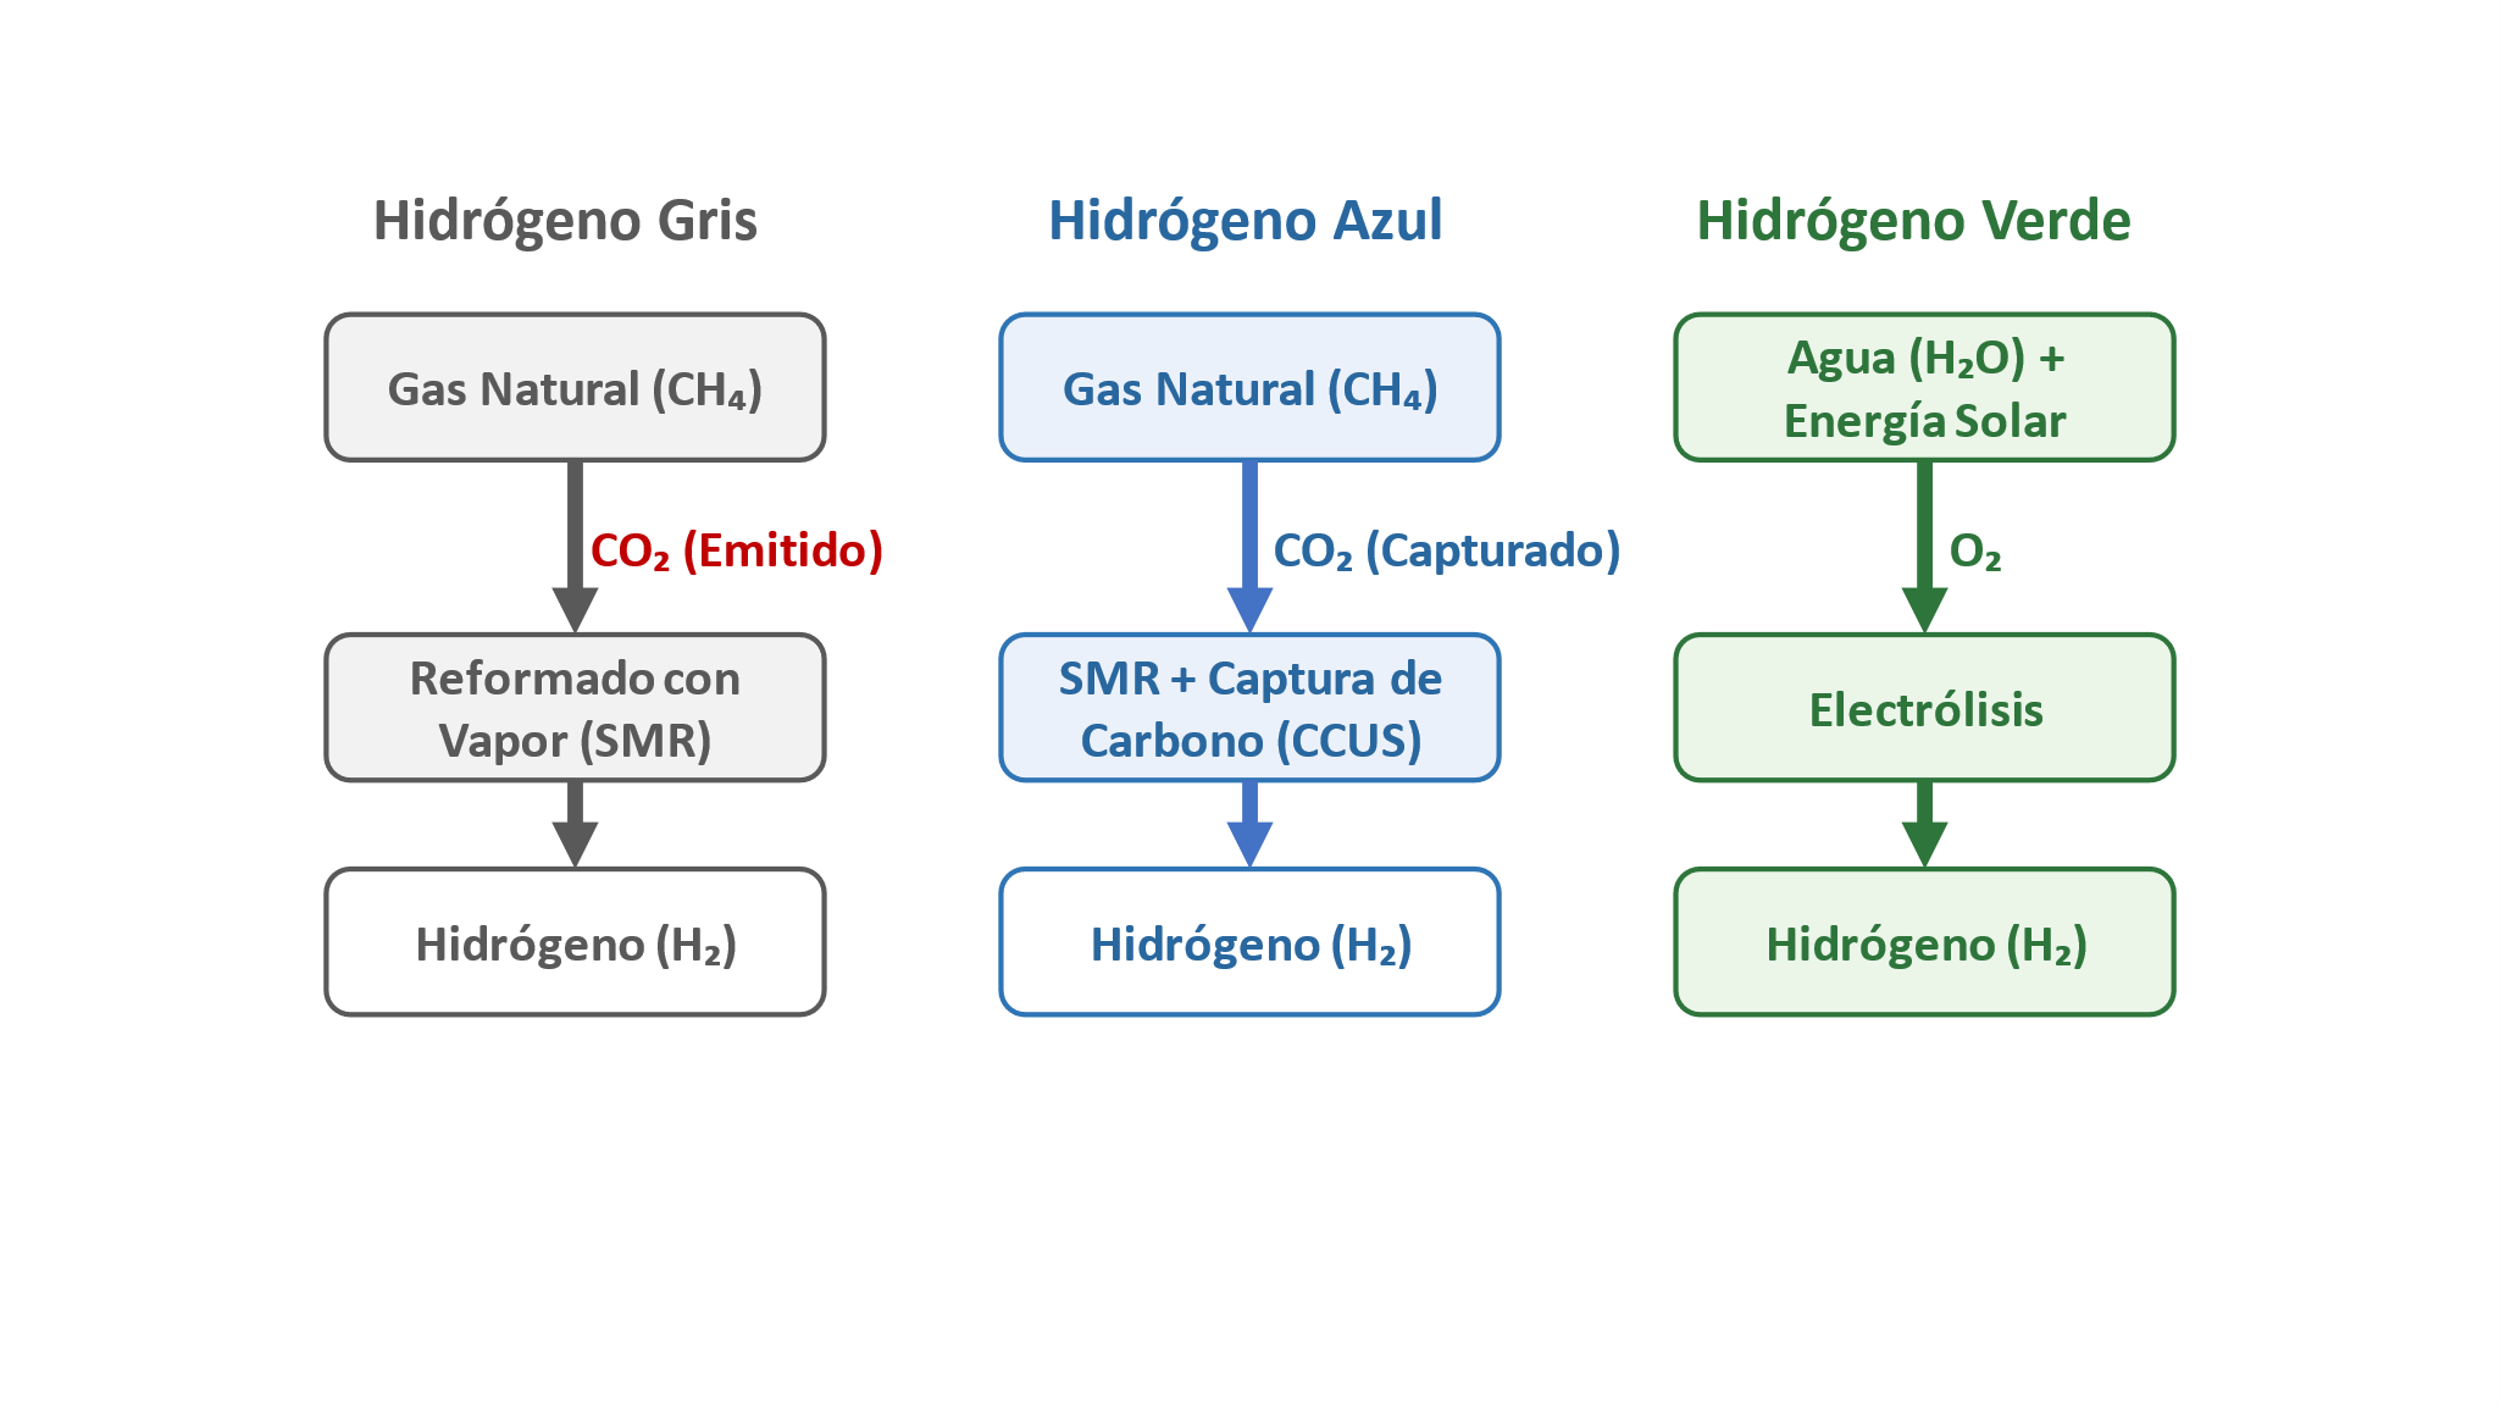 Hidrógeno Gris
Gas Natural (CH₄)
CO₂ (Emitido)
Reformado con
Vapor (SMR)
Hidrógeno (H₂)
Hidrógeno Azul
Gas Natural (CH₄)
CO₂ (Capturado)
SMR + Captura de
Carbono (CCUS)
Hidrógeno (H₂)
Hidrógeno Verde
Agua (H₂O) +
Energía Solar
O₂
Electrólisis
Hidrógeno (H₂)